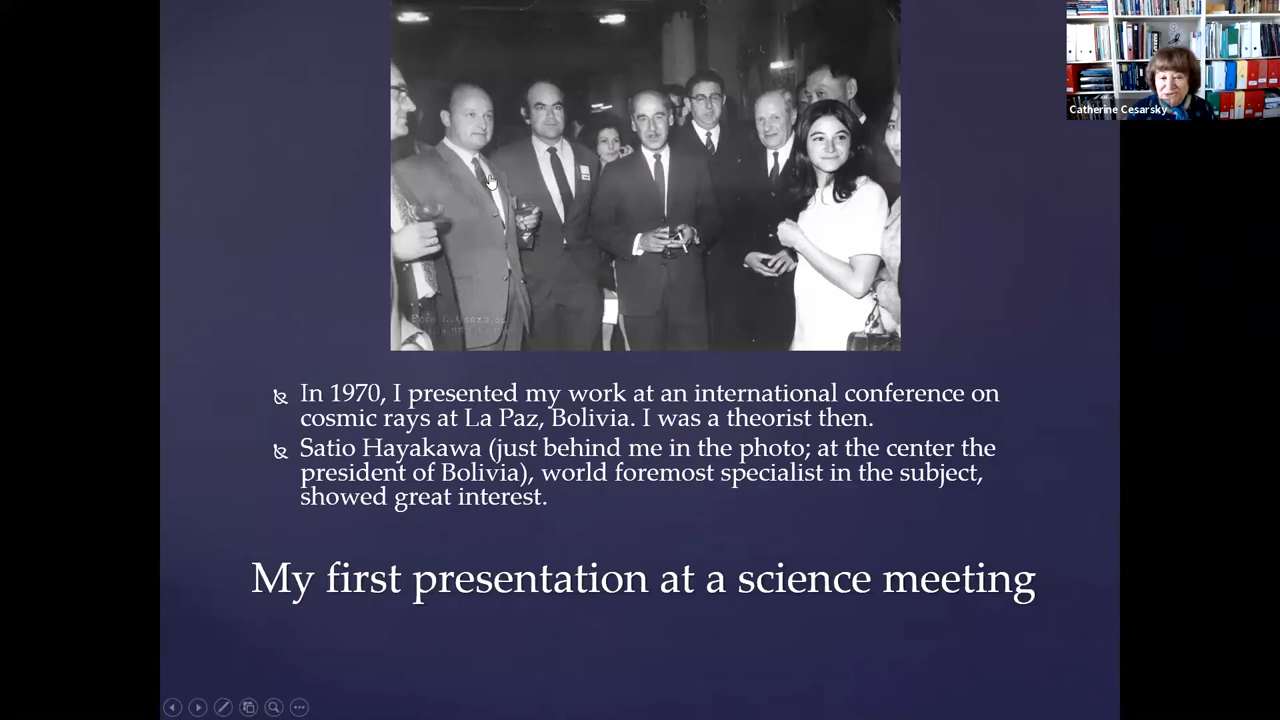 Catherine Cesarsky
In 1970, I presented my work at an international conference on
cosmic rays at La Paz, Bolivia. I was a theorist then.
Satio Hayakawa (just behind me in the photo; at the center the
president of Bolivia), world foremost specialist in the subject,
showed great interest.
My first presentation at a science meeting